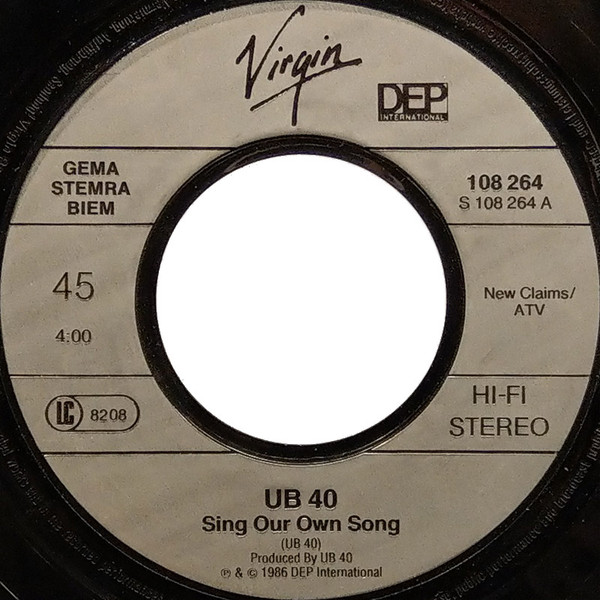 Virgin
DEP
INTERNATIONAL
GEMA
STEMRA
BIEM
108 264
S 108 264 A
45
4:00
New Claims/
ATV
LC 8208
HI-FI
STEREO
UB 40
Sing Our Own Song
(UB 40)
Produced By UB 40
℗ & © 1986 DEP International